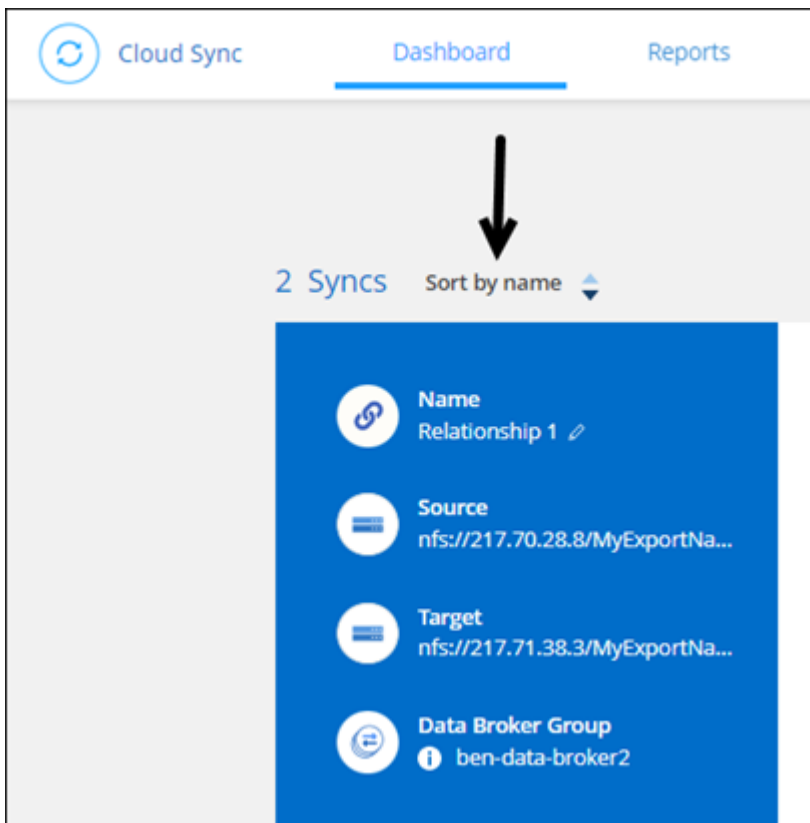 Cloud Sync Dashboard Reports
2 Syncs Sort by name
Name
Relationship 1
Source
nfs://217.70.28.8/MyExportNa...
Target
nfs://217.71.38.3/MyExportNa...
Data Broker Group
ben-data-broker2